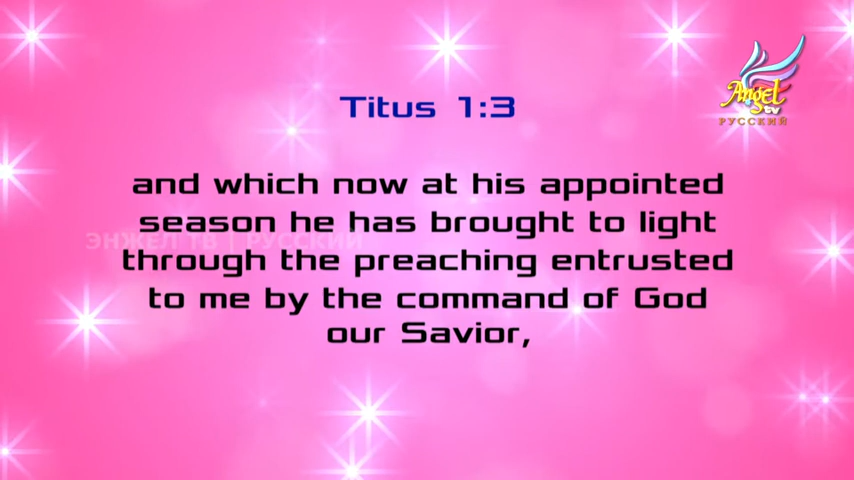 Angel
tv
РУССКИЙ
Titus 1:3
and which now at his appointed
season he has brought to light
ЭНЖЕЛ ТВ | РУССКИЙ
through the preaching entrusted
to me by the command of God
our Savior,